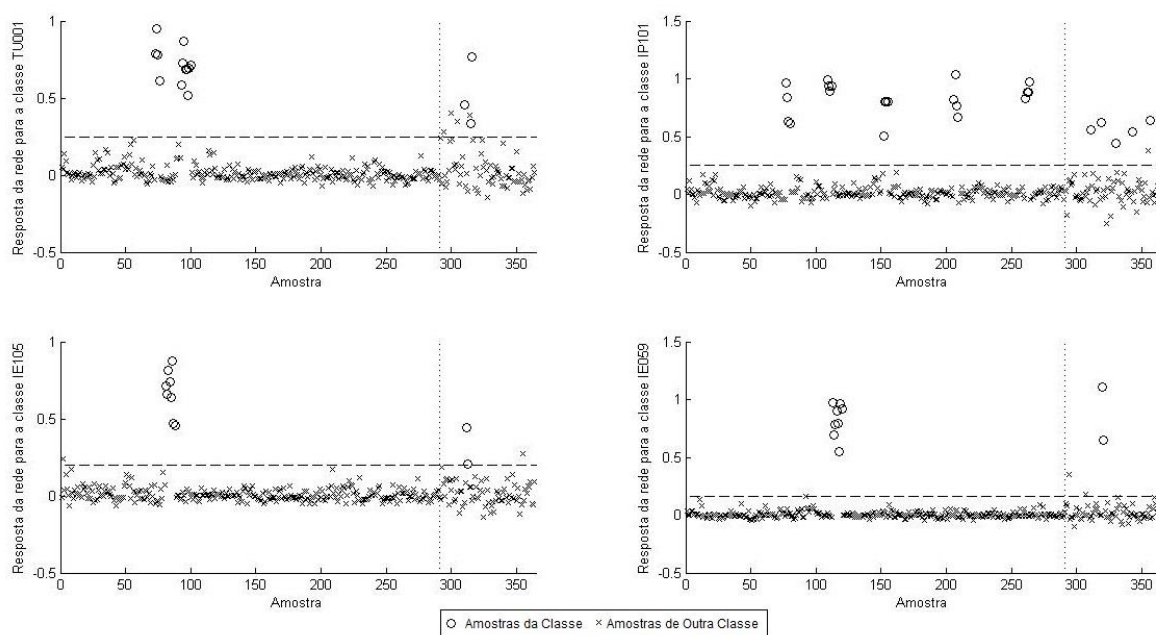 Resposta da rede para a classe TU001
1
0.5
0
-0.5
0 50 100 150 200 250 300 350
Amostra
Resposta da rede para a classe IP101
1.5
1
0.5
0
-0.5
0 50 100 150 200 250 300 350
Amostra
Resposta da rede para a classe IE105
1
0.5
0
-0.5
0 50 100 150 200 250 300 350
Amostra
Resposta da rede para a classe IE059
1.5
1
0.5
0
-0.5
0 50 100 150 200 250 300 350
Amostra
Amostras da Classe Amostras de Outra Classe